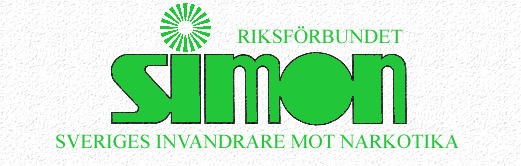 RIKSFÖRBUNDET
simon
SVERIGES INVANDRARE MOT NARKOTIKA